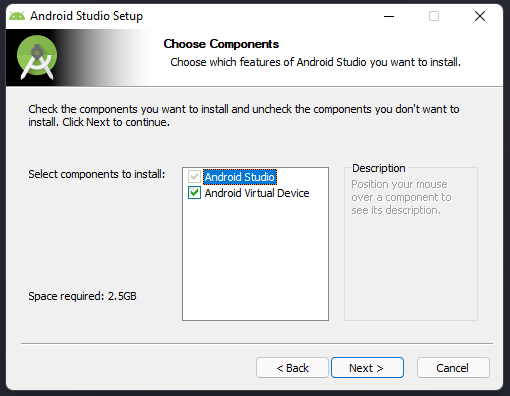 Android Studio Setup
Choose Components
Choose which features of Android Studio you want to install.
Check the components you want to install and uncheck the components you don't want to
install. Click Next to continue.
Select components to install:
Android Studio
Android Virtual Device
Description
Position your mouse
over a component to
see its description.
Space required: 2.5GB
< Back
Next >
Cancel